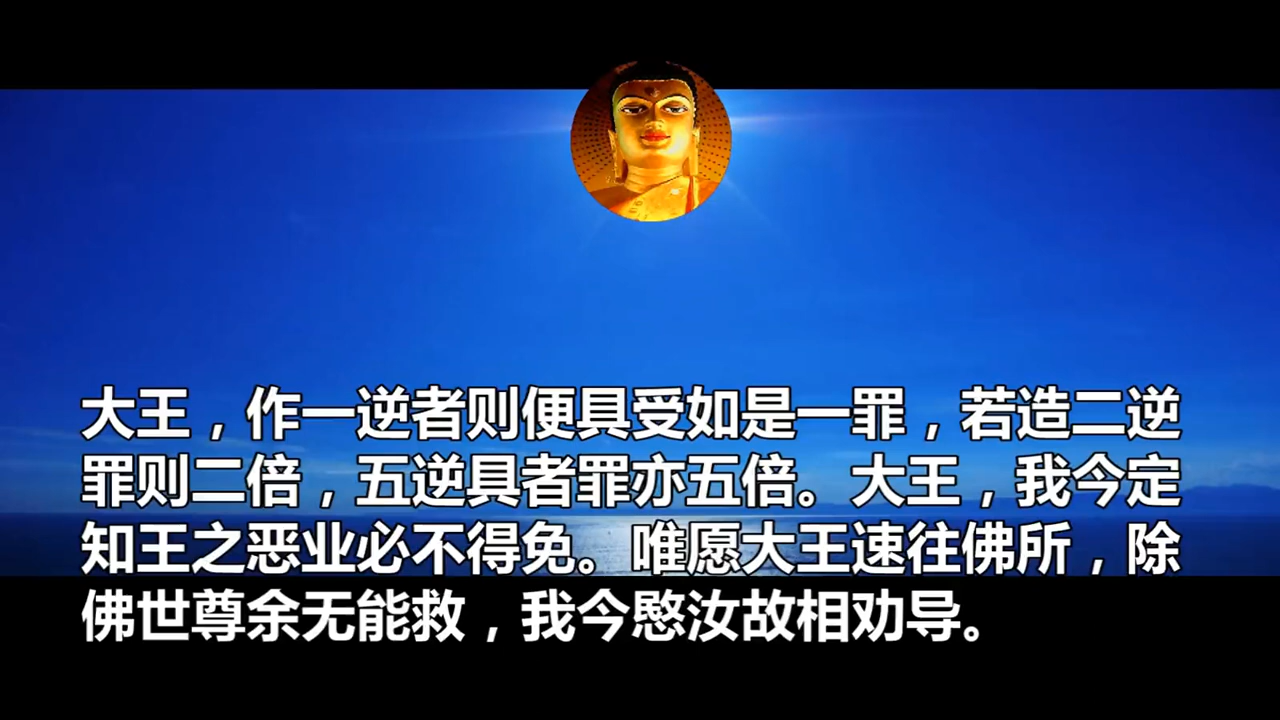 大王，作一逆者则便具受如是一罪，若造二逆
罪则二倍，五逆具者罪亦五倍。大王，我今定
知王之恶业必不得免。唯愿大王速往佛所，除
佛世尊余无能救，我今愍汝故相劝导。